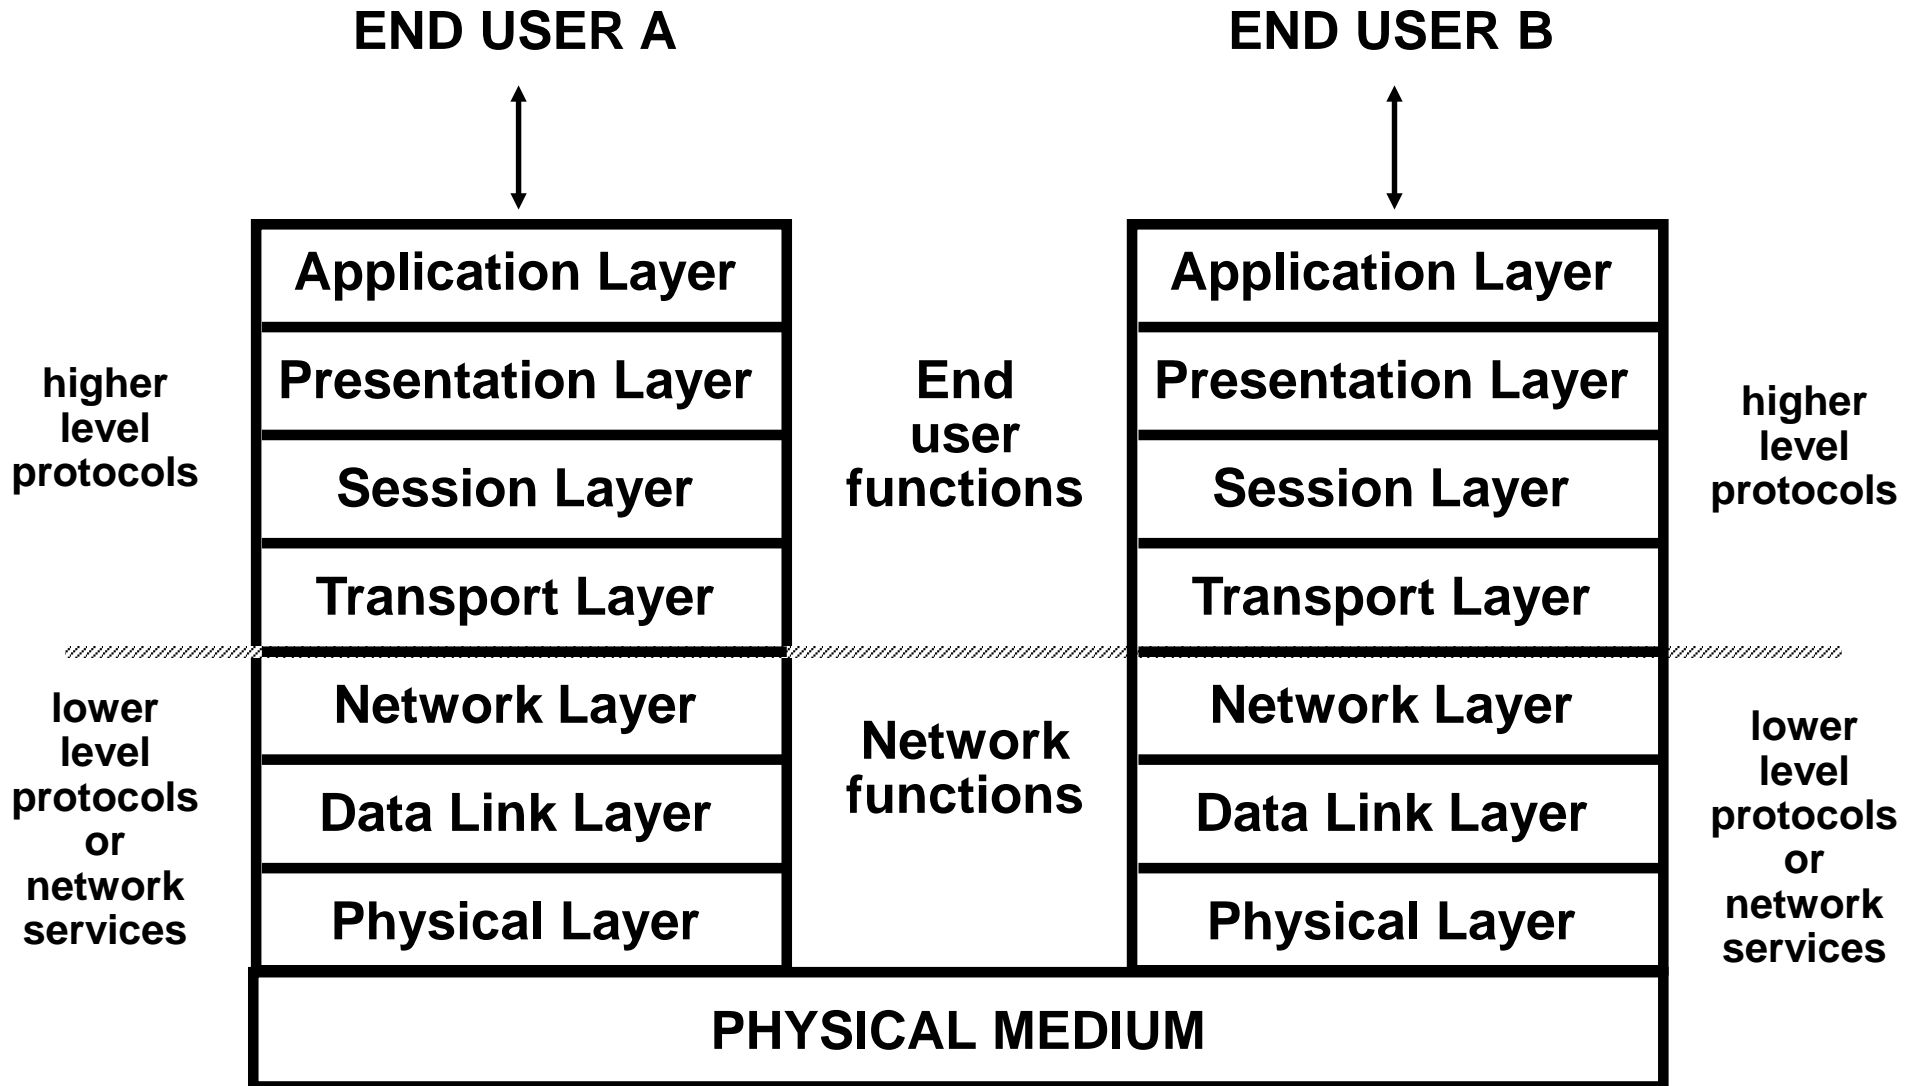 END USER A
END USER B
Application Layer
Application Layer
Presentation Layer
Presentation Layer
Session Layer
Session Layer
Transport Layer
Transport Layer
higher
level
protocols
End
user
functions
higher
level
protocols
Network Layer
Network Layer
Data Link Layer
Data Link Layer
Physical Layer
Physical Layer
lower
level
protocols
or
network
services
Network
functions
lower
level
protocols
or
network
services
PHYSICAL MEDIUM